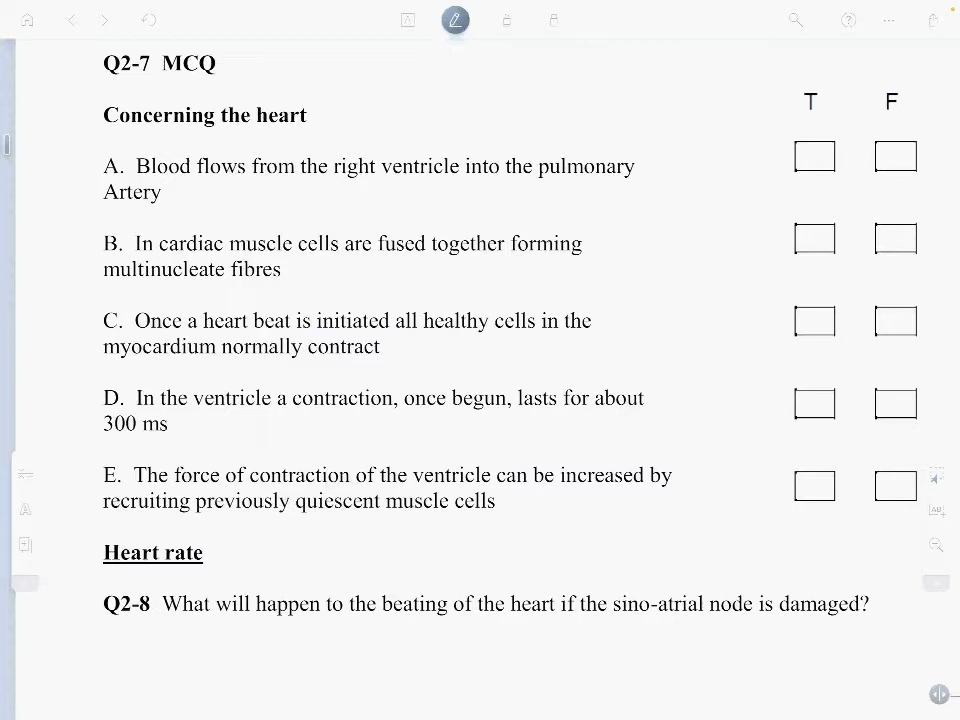 Q2-7 MCQ
T F
Concerning the heart
A. Blood flows from the right ventricle into the pulmonary
Artery
B. In cardiac muscle cells are fused together forming
multinucleate fibres
C. Once a heart beat is initiated all healthy cells in the
myocardium normally contract
D. In the ventricle a contraction, once begun, lasts for about
300 ms
E. The force of contraction of the ventricle can be increased by
recruiting previously quiescent muscle cells
Heart rate
Q2-8 What will happen to the beating of the heart if the sino-atrial node is damaged?